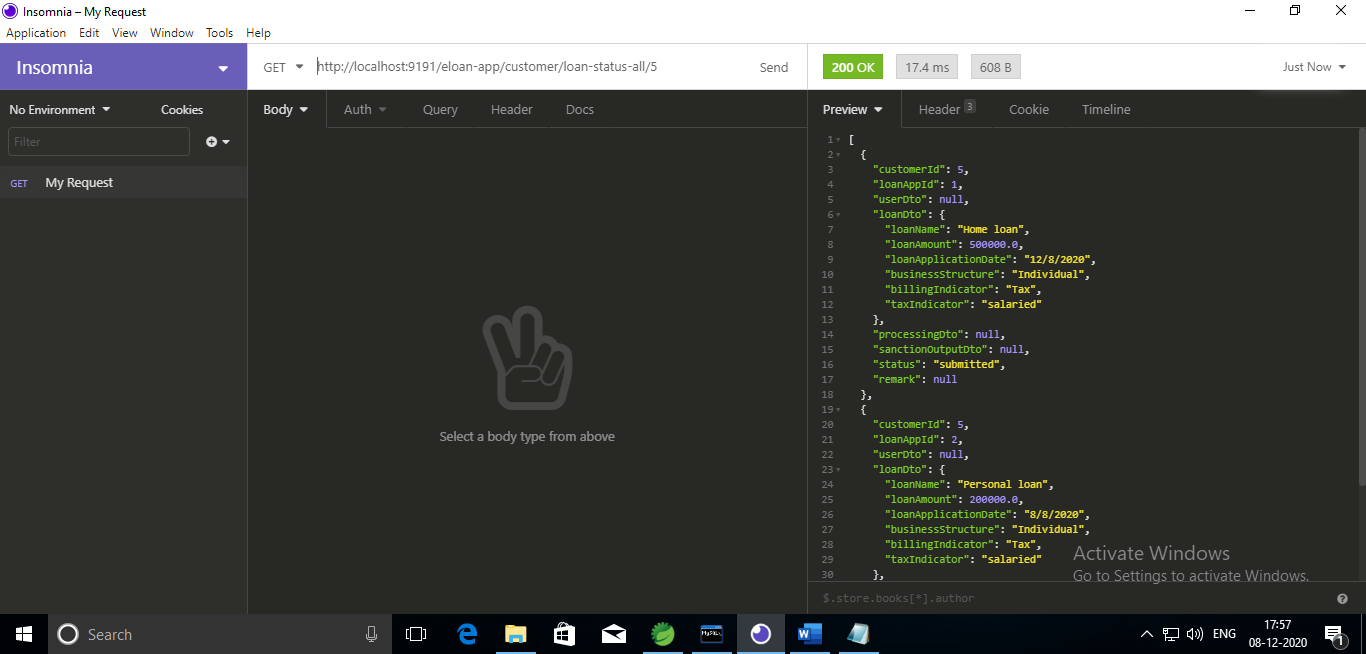 Insomnia – My Request
Application Edit View Window Tools Help
Insomnia
GET http://localhost:9191/eloan-app/customer/loan-status-all/5 Send
200 OK 17.4 ms 608 B Just Now
No Environment Cookies
Body Auth Query Header Docs
Preview Header 3 Cookie Timeline
Filter
GET My Request
Select a body type from above
1 [
2 {
3 "customerId": 5,
4 "loanAppId": 1,
5 "userDto": null,
6 "loanDto": {
7 "loanName": "Home loan",
8 "loanAmount": 500000.0,
9 "loanApplicationDate": "12/8/2020",
10 "businessStructure": "Individual",
11 "billingIndicator": "Tax",
12 "taxIndicator": "salaried"
13 },
14 "processingDto": null,
15 "sanctionOutputDto": null,
16 "status": "submitted",
17 "remark": null
18 },
19 {
20 "customerId": 5,
21 "loanAppId": 2,
22 "userDto": null,
23 "loanDto": {
24 "loanName": "Personal loan",
25 "loanAmount": 200000.0,
26 "loanApplicationDate": "8/8/2020",
27 "businessStructure": "Individual",
28 "billingIndicator": "Tax",
29 "taxIndicator": "salaried"
30 },
Activate Windows
Go to Settings to activate Windows.
$.store.books[*].author
Search
MySQL
ENG
17:57
08-12-2020
1